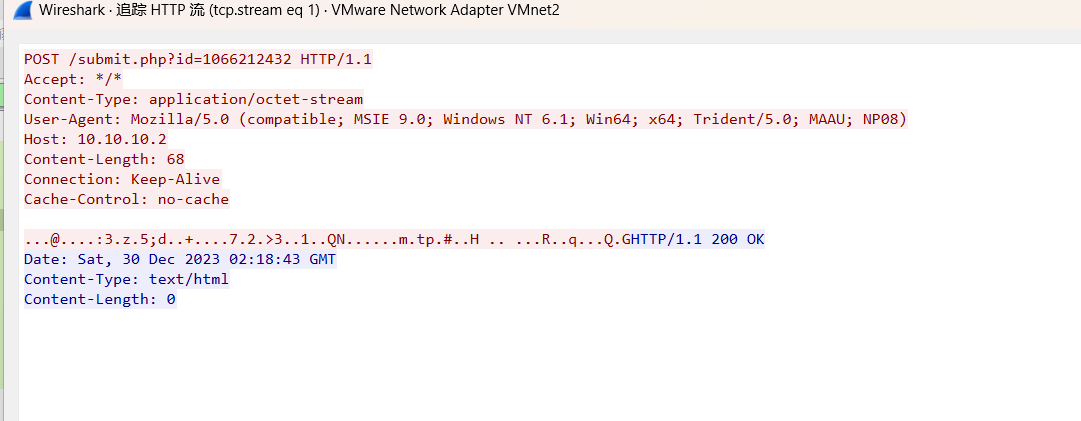 Wireshark · 追踪 HTTP 流 (tcp.stream eq 1) · VMware Network Adapter VMnet2
POST /submit.php?id=1066212432 HTTP/1.1
Accept: */*
Content-Type: application/octet-stream
User-Agent: Mozilla/5.0 (compatible; MSIE 9.0; Windows NT 6.1; Win64; x64; Trident/5.0; MAAU; NP08)
Host: 10.10.10.2
Content-Length: 68
Connection: Keep-Alive
Cache-Control: no-cache
...@....:3.z.5;d..+....7.2.>3..1..QN......m.tp.#..H .. ...R..q...Q.GHTTP/1.1 200 OK
Date: Sat, 30 Dec 2023 02:18:43 GMT
Content-Type: text/html
Content-Length: 0